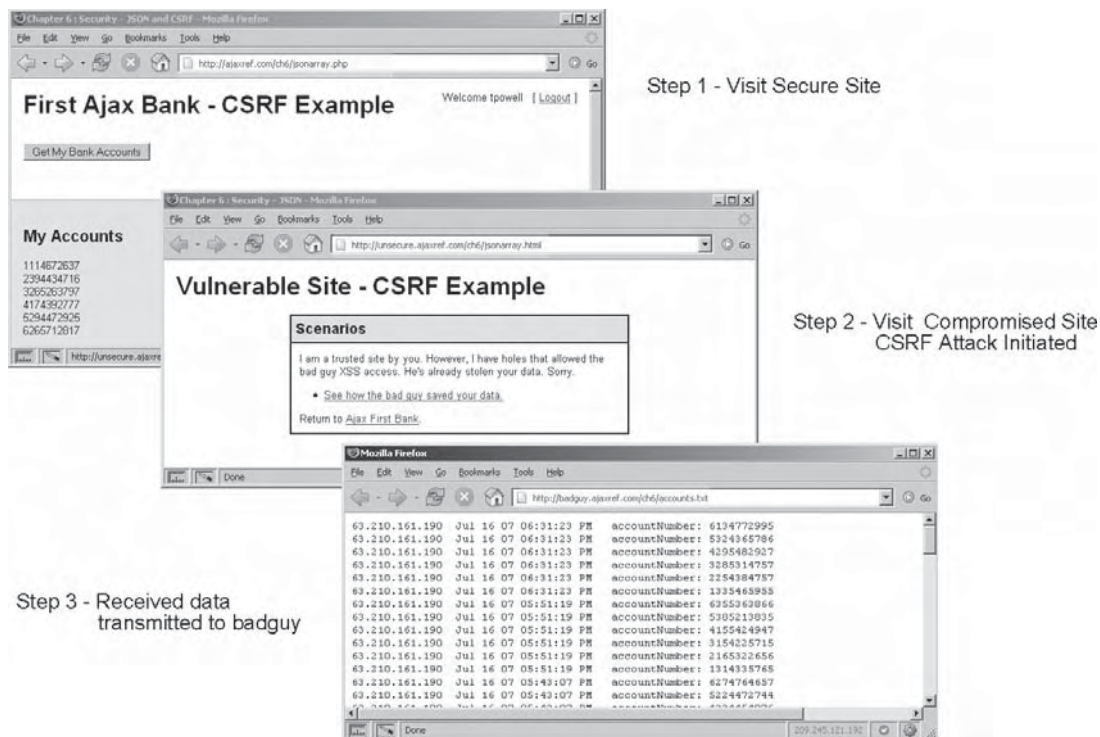 Chapter 6 : Security - JSON and CSRF - Mozilla Firefox
File Edit View Go Bookmarks Tools Help
http://ajaxref.com/ch6/jsonarray.php
Go
First Ajax Bank - CSRF Example
Welcome tpowell [ Logout ]
Get My Bank Accounts
My Accounts
1114672637
2394434716
3265263797
4174392777
5294472925
6265712817
Step 1 - Visit Secure Site
Chapter 6 : Security - JSON - Mozilla Firefox
File Edit View Go Bookmarks Tools Help
http://unsecure.ajaxref.com/ch6/jsonarray.html
Go
Vulnerable Site - CSRF Example
Scenarios
I am a trusted site by you. However, I have holes that allowed the
bad guy XSS access. He's already stolen your data. Sorry.
• See how the bad guy saved your data.
Return to Ajax First Bank.
Done
Step 2 - Visit Compromised Site
CSRF Attack Initiated
Mozilla Firefox
File Edit View Go Bookmarks Tools Help
http://badguy.ajaxref.com/ch6/accounts.txt
Go
63.210.161.190 Jul 16 07 06:31:23 PM accountNumber: 6134772995
63.210.161.190 Jul 16 07 06:31:23 PM accountNumber: 5324365786
63.210.161.190 Jul 16 07 06:31:23 PM accountNumber: 4295482927
63.210.161.190 Jul 16 07 06:31:23 PM accountNumber: 3285314757
63.210.161.190 Jul 16 07 06:31:23 PM accountNumber: 2254384757
63.210.161.190 Jul 16 07 06:31:23 PM accountNumber: 1335465955
63.210.161.190 Jul 16 07 05:51:19 PM accountNumber: 6355363866
63.210.161.190 Jul 16 07 05:51:19 PM accountNumber: 5385213835
63.210.161.190 Jul 16 07 05:51:19 PM accountNumber: 4155424947
63.210.161.190 Jul 16 07 05:51:19 PM accountNumber: 3154225715
63.210.161.190 Jul 16 07 05:51:19 PM accountNumber: 2165322656
63.210.161.190 Jul 16 07 05:51:19 PM accountNumber: 1314335765
63.210.161.190 Jul 16 07 05:43:07 PM accountNumber: 6274764657
63.210.161.190 Jul 16 07 05:43:07 PM accountNumber: 5224472744
Done
209.245.121.192
Step 3 - Received data
transmitted to badguy